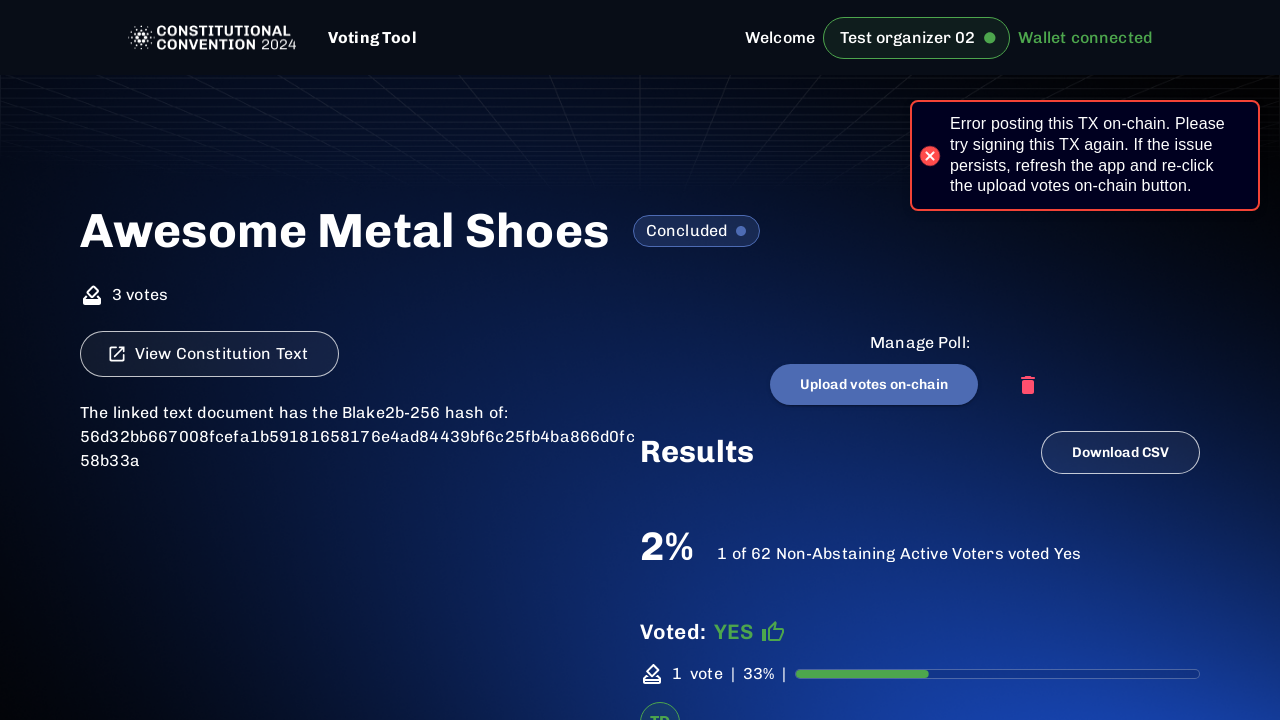 CONSTITUTIONAL
CONVENTION 2024
Voting Tool
Welcome
Test organizer 02
Wallet connected
Error posting this TX on-chain. Please
try signing this TX again. If the issue
persists, refresh the app and re-click
the upload votes on-chain button.
Awesome Metal Shoes
Concluded
3 votes
View Constitution Text
Manage Poll:
Upload votes on-chain
The linked text document has the Blake2b-256 hash of:
56d32bb667008fcefa1b59181658176e4ad84439bf6c25fb4ba866d0fc
58b33a
Results
Download CSV
2%
1 of 62 Non-Abstaining Active Voters voted Yes
Voted: YES
1 vote | 33% |